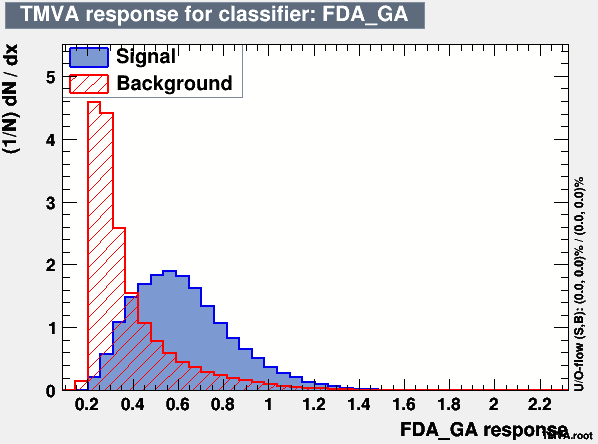 TMVA response for classifier: FDA_GA
Signal
Background
(1/N) dN / dx
5
4
3
2
1
0
0.2 0.4 0.6 0.8 1 1.2 1.4 1.6 1.8 2 2.2
FDA_GA response
U/O-flow (S,B): (0.0, 0.0)% / (0.0, 0.0)%